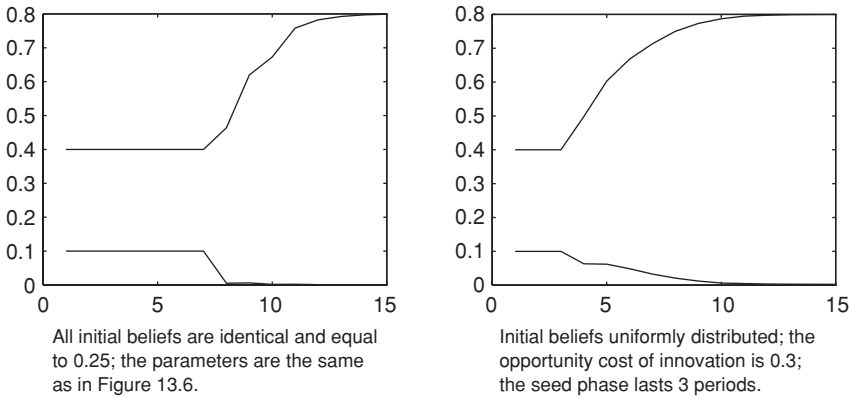 0.8
0.7
0.6
0.5
0.4
0.3
0.2
0.1
0
0 5 10 15
All initial beliefs are identical and equal
to 0.25; the parameters are the same
as in Figure 13.6.
0.8
0.7
0.6
0.5
0.4
0.3
0.2
0.1
0
0 5 10 15
Initial beliefs uniformly distributed; the
opportunity cost of innovation is 0.3;
the seed phase lasts 3 periods.